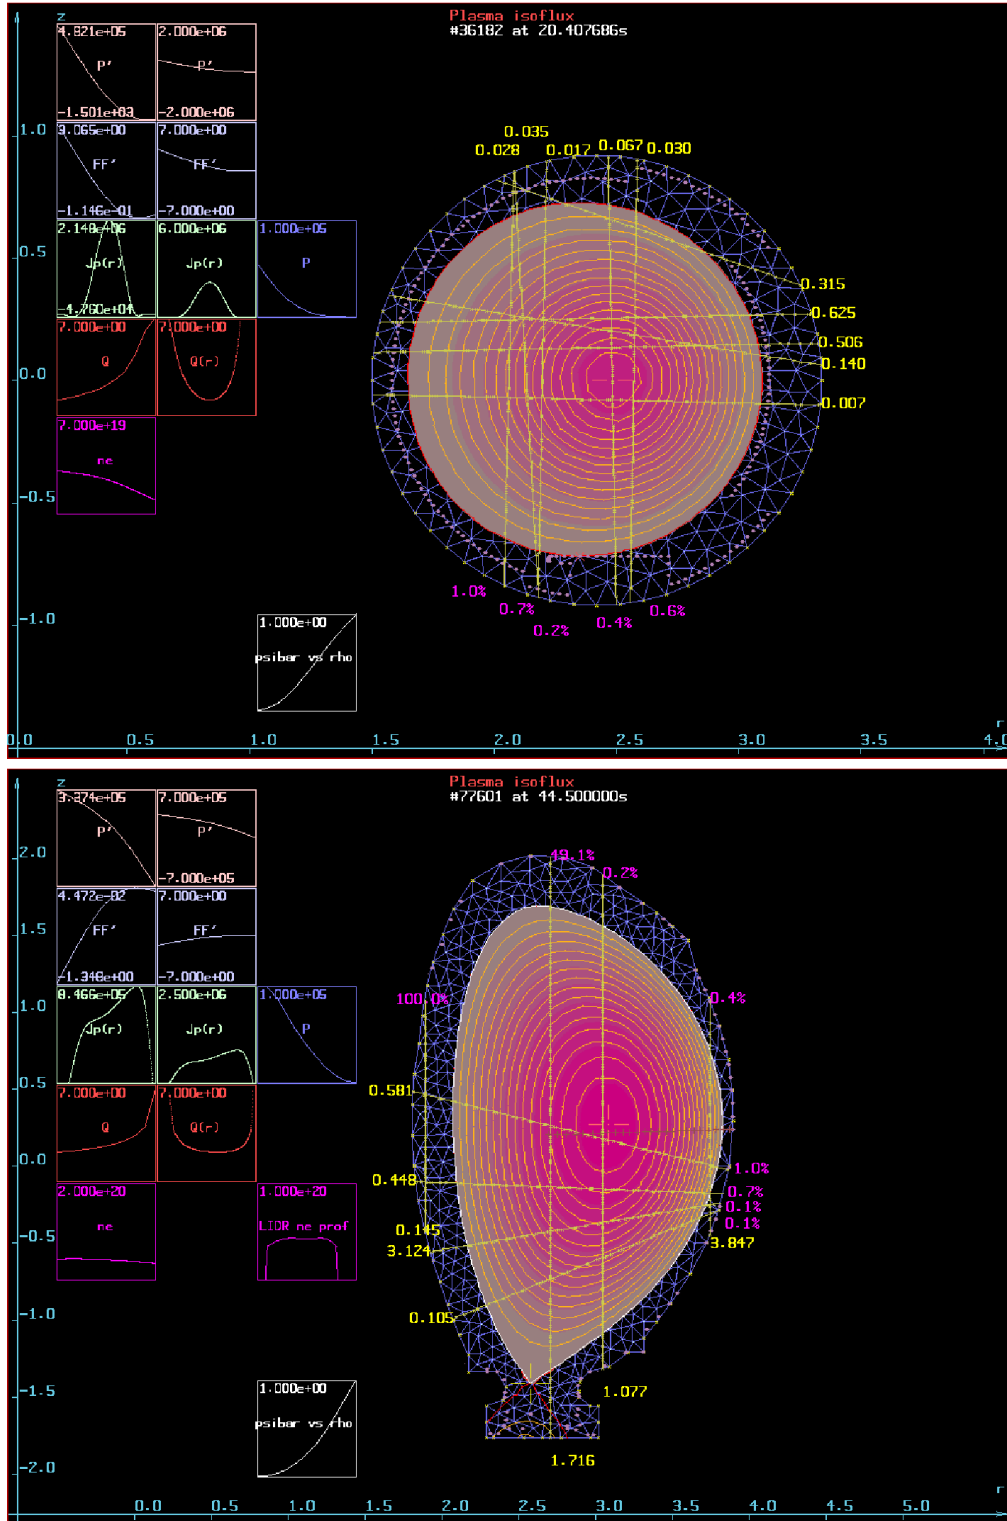 z
Plasma isoflux
#36182 at 20.407686s
4.821e+05
P'
-1.501e+03
2.000e+06
P'
-2.000e+06
1.0
FF'
-1.146e-01
7.000e+00
FF'
-7.000e+00
0.035
0.028
0.017
0.067
0.030
0.5
2.148e+06
Jp(r)
-4.760e+04
6.000e+06
Jp(r)
1.000e+05
P
0.315
0.625
0.506
0.140
0.007
0.0
7.000e+00
Q
7.000e+00
Q(r)
7.000e+19
ne
-0.5
1.0%
0.7%
0.2%
0.4%
0.6%
-1.0
1.000e+00
psibar vs rho
r
0.0 0.5 1.0 1.5 2.0 2.5 3.0 3.5 4.0
z
Plasma isoflux
#77601 at 44.500000s
3.374e+05
P'
7.000e+05
P'
-7.000e+05
2.0
49.1%
0.2%
4.472e-02
FF'
-1.348e+00
7.000e+00
FF'
-7.000e+00
1.5
1.0
8.466e+05
Jp(r)
2.500e+06
Jp(r)
1.000e+05
P
100.0%
0.4%
0.5
7.000e+00
Q
7.000e+00
Q(r)
0.581
0.0
1.0%
0.448
0.7%
0.1%
0.1%
2.000e+20
ne
1.000e+20
LIDR ne prof
-0.5
0.145
3.124
3.847
-1.0
0.105
1.000e+00
psibar vs rho
-1.5
1.077
1.716
-2.0
r
0.0 0.5 1.0 1.5 2.0 2.5 3.0 3.5 4.0 4.5 5.0